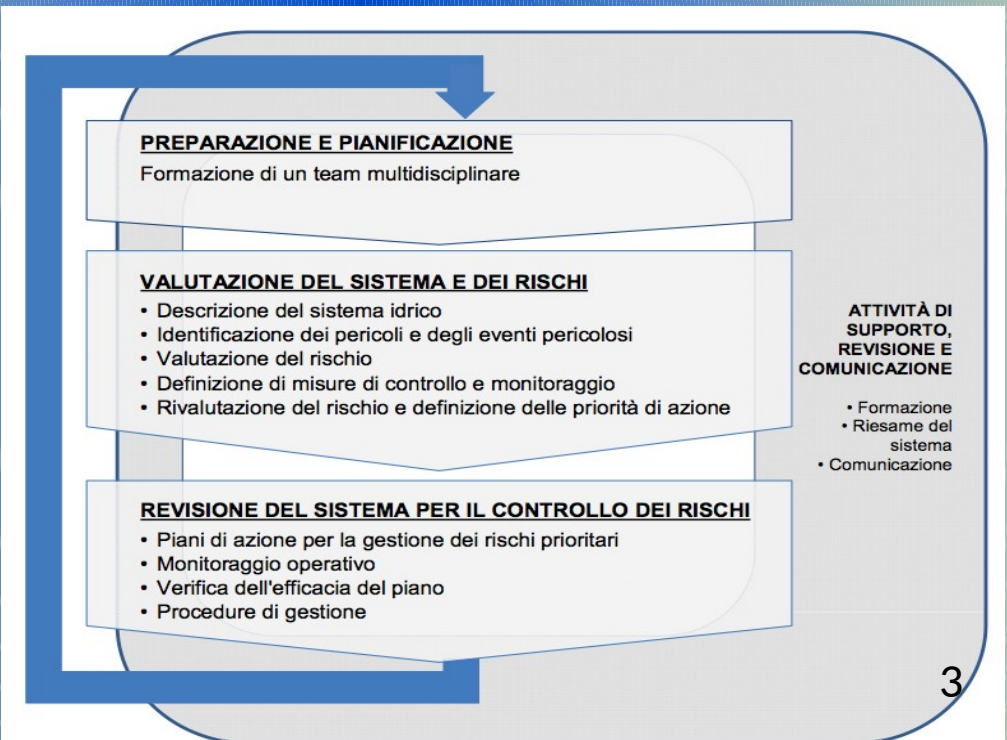 PREPARAZIONE E PIANIFICAZIONE
Formazione di un team multidisciplinare
VALUTAZIONE DEL SISTEMA E DEI RISCHI
• Descrizione del sistema idrico
• Identificazione dei pericoli e degli eventi pericolosi
• Valutazione del rischio
• Definizione di misure di controllo e monitoraggio
• Rivalutazione del rischio e definizione delle priorità di azione
REVISIONE DEL SISTEMA PER IL CONTROLLO DEI RISCHI
• Piani di azione per la gestione dei rischi prioritari
• Monitoraggio operativo
• Verifica dell'efficacia del piano
• Procedure di gestione
ATTIVITÀ DI
SUPPORTO,
REVISIONE E
COMUNICAZIONE
• Formazione
• Riesame del
sistema
• Comunicazione
3